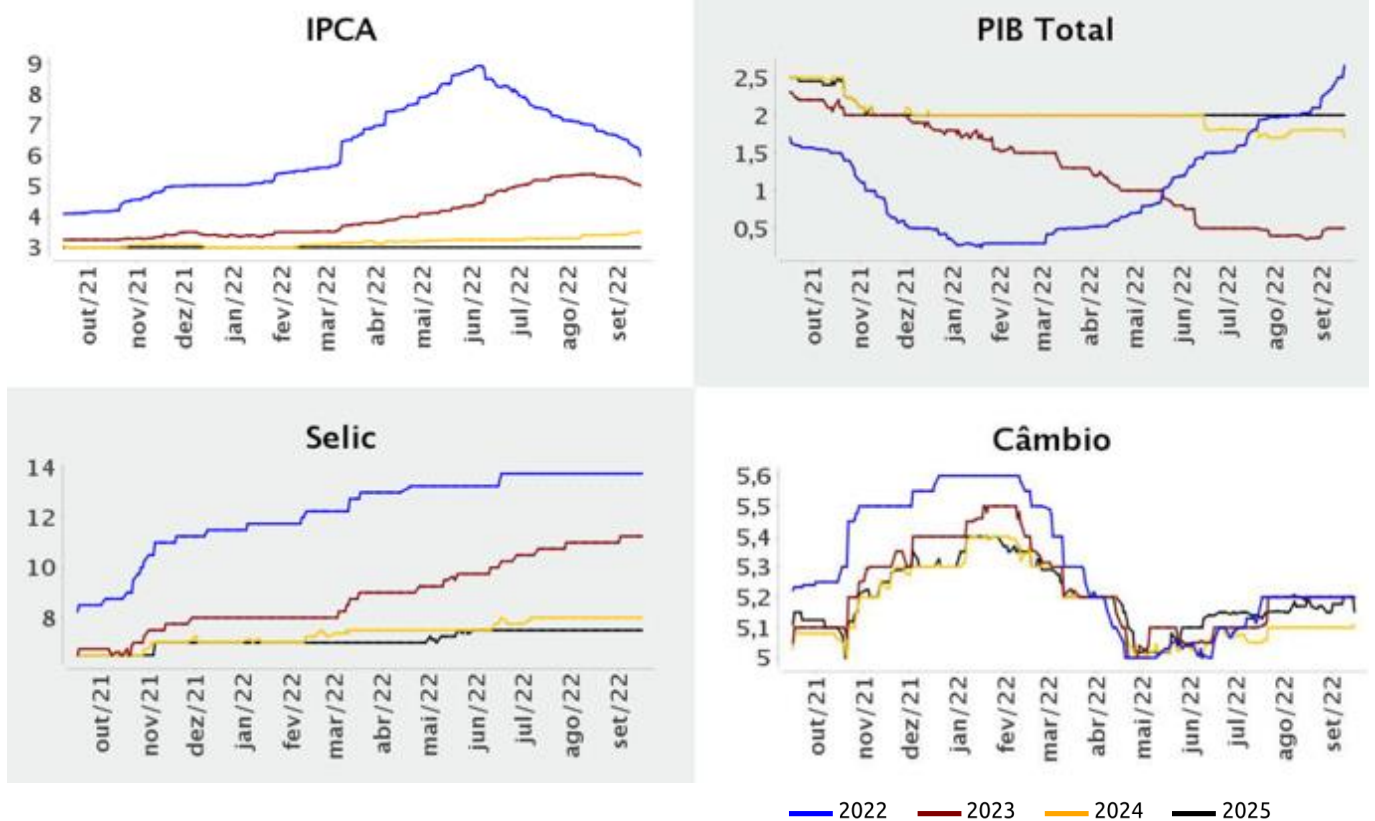 IPCA
9
8
7
6
5
4
3
out/21
nov/21
dez/21
jan/22
fev/22
mar/22
abr/22
mai/22
jun/22
jul/22
ago/22
set/22
PIB Total
2,5
2
1,5
1
0,5
out/21
nov/21
dez/21
jan/22
fev/22
mar/22
abr/22
mai/22
jun/22
jul/22
ago/22
set/22
Selic
14
12
10
8
out/21
nov/21
dez/21
jan/22
fev/22
mar/22
abr/22
mai/22
jun/22
jul/22
ago/22
set/22
Câmbio
5,6
5,5
5,4
5,3
5,2
5,1
5
out/21
nov/21
dez/21
jan/22
fev/22
mar/22
abr/22
mai/22
jun/22
jul/22
ago/22
set/22
2022 2023 2024 2025